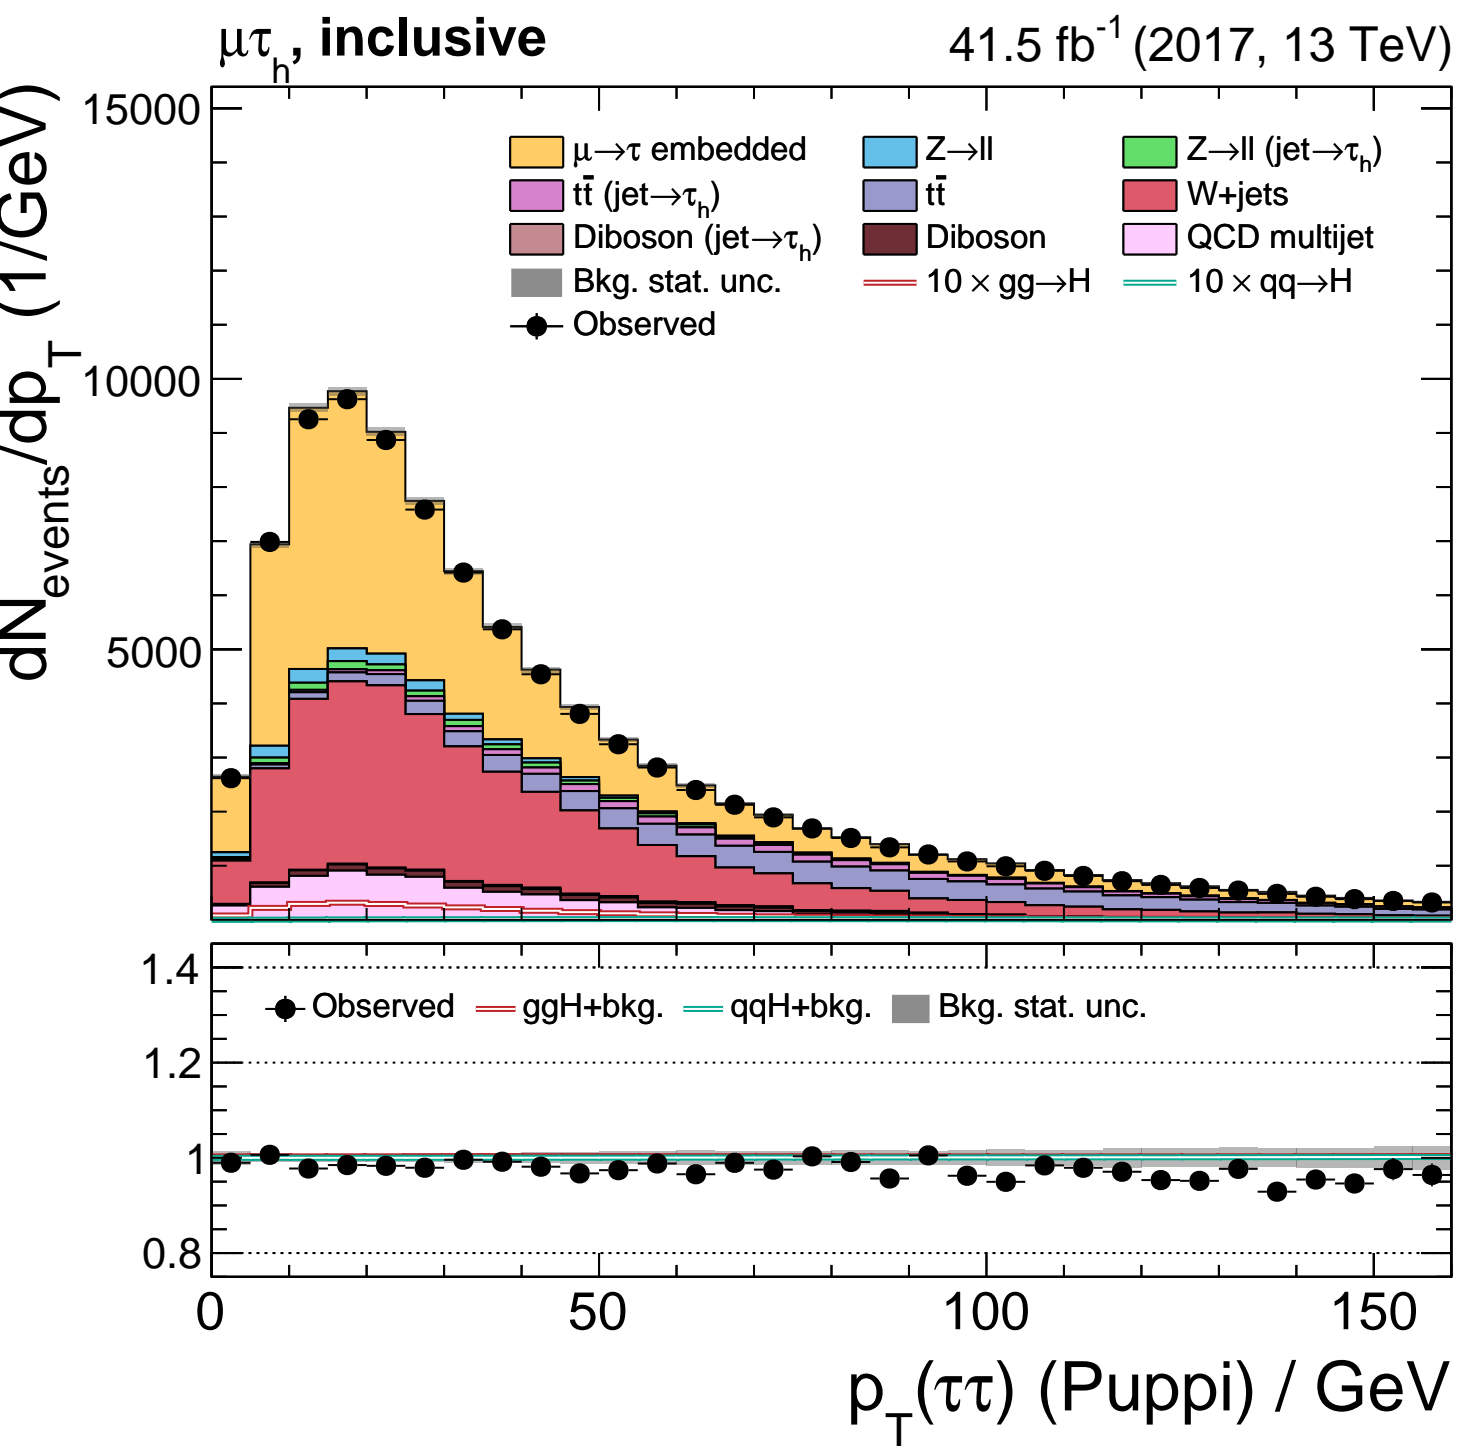 μτh, inclusive 41.5 fb-1 (2017, 13 TeV)
dNevents/dpT (1/GeV)
15000
10000
5000
μ→τ embedded Z→ll Z→ll (jet→τh)
tt̄ (jet→τh) tt̄ W+jets
Diboson (jet→τh) Diboson QCD multijet
Bkg. stat. unc. 10 × gg→H 10 × qq→H
Observed
1.4
1.2
1
0.8
Observed ggH+bkg. qqH+bkg. Bkg. stat. unc.
0 50 100 150
pT(ττ) (Puppi) / GeV